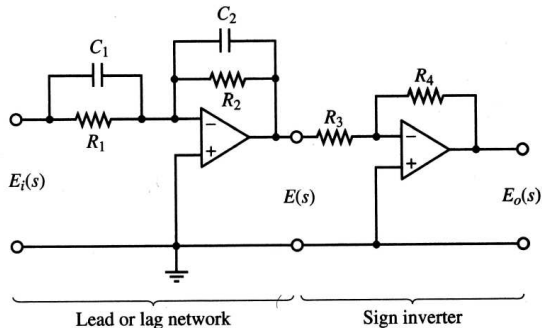 C₂
C₁
R₂
R₄
R₁
R₃
−
+
−
+
Eᵢ(s)
E(s)
Eₒ(s)
Lead or lag network
Sign inverter